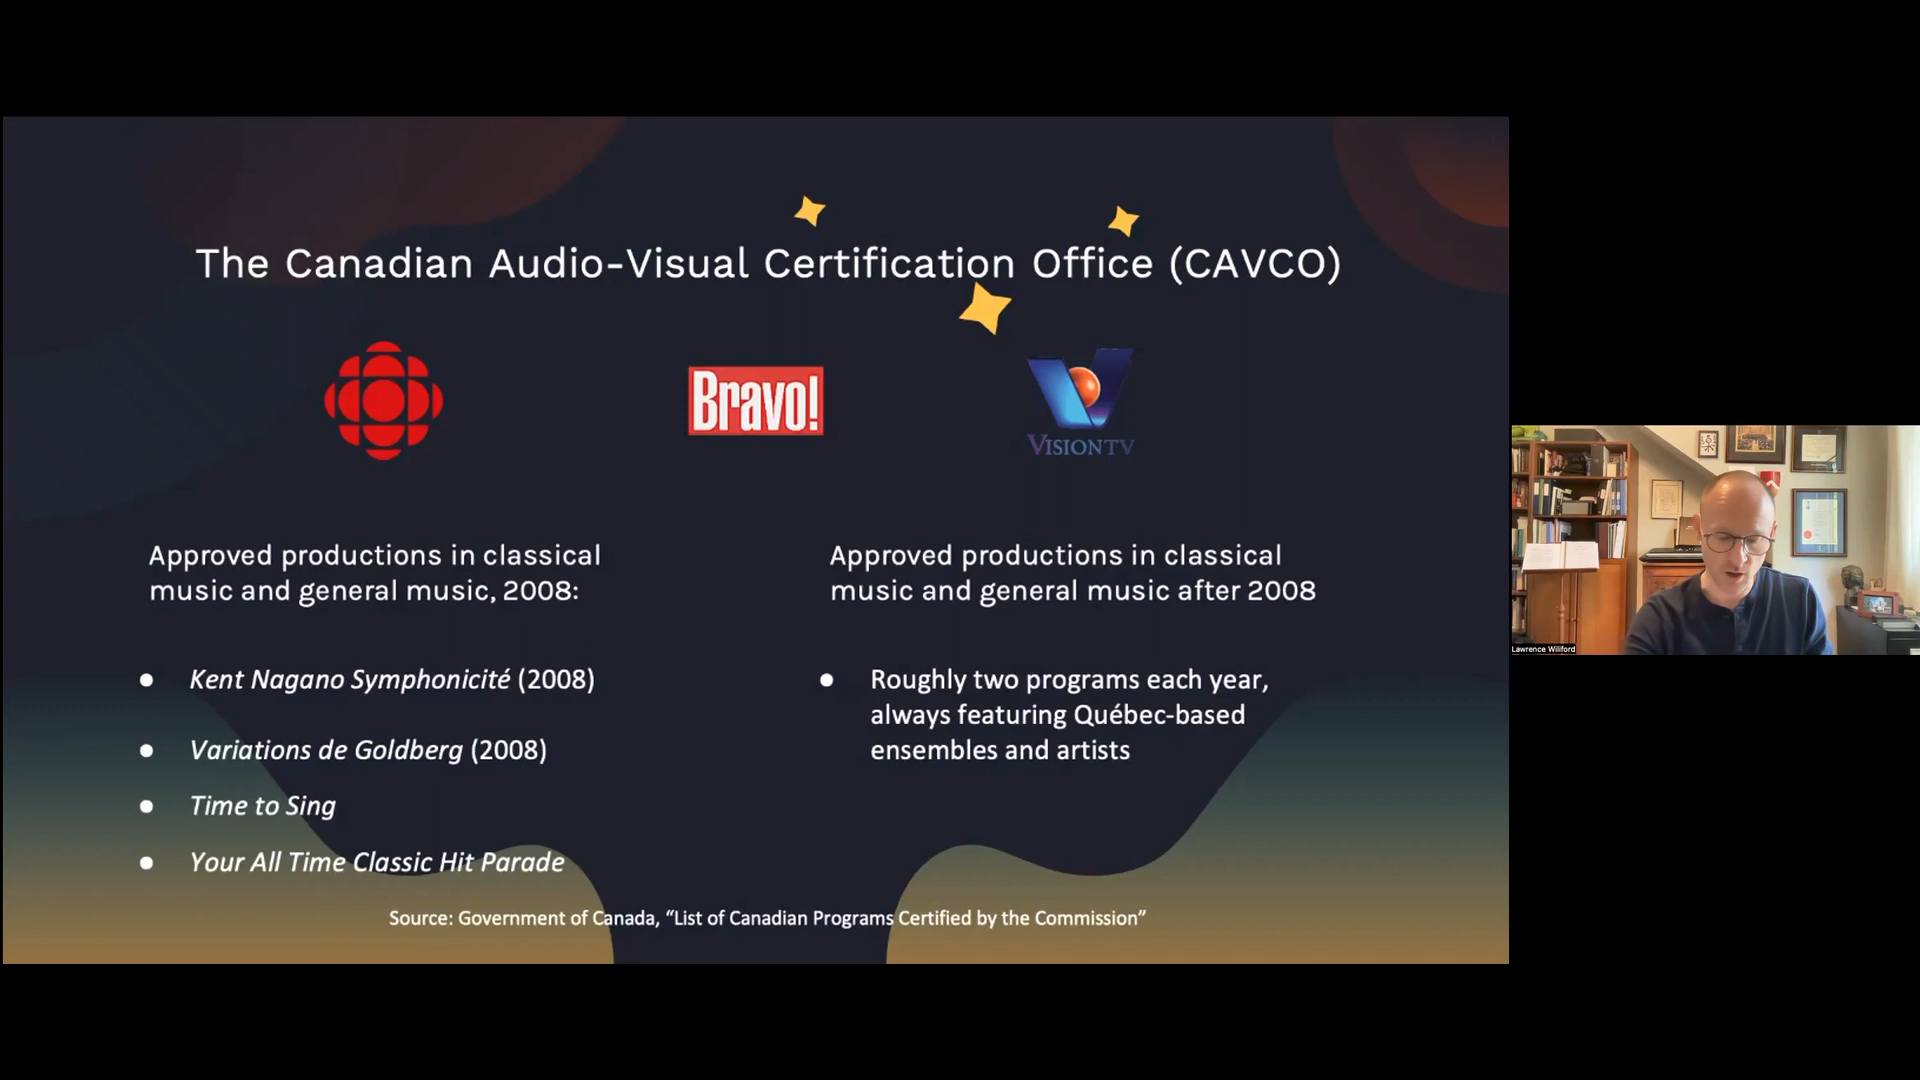 The Canadian Audio-Visual Certification Office (CAVCO)
Bravo!
VISIONTV
Approved productions in classical
music and general music, 2008:
• Kent Nagano Symphonicité (2008)
• Variations de Goldberg (2008)
• Time to Sing
• Your All Time Classic Hit Parade
Approved productions in classical
music and general music after 2008
• Roughly two programs each year,
always featuring Québec-based
ensembles and artists
Source: Government of Canada, “List of Canadian Programs Certified by the Commission”
Lawrence Wiliford